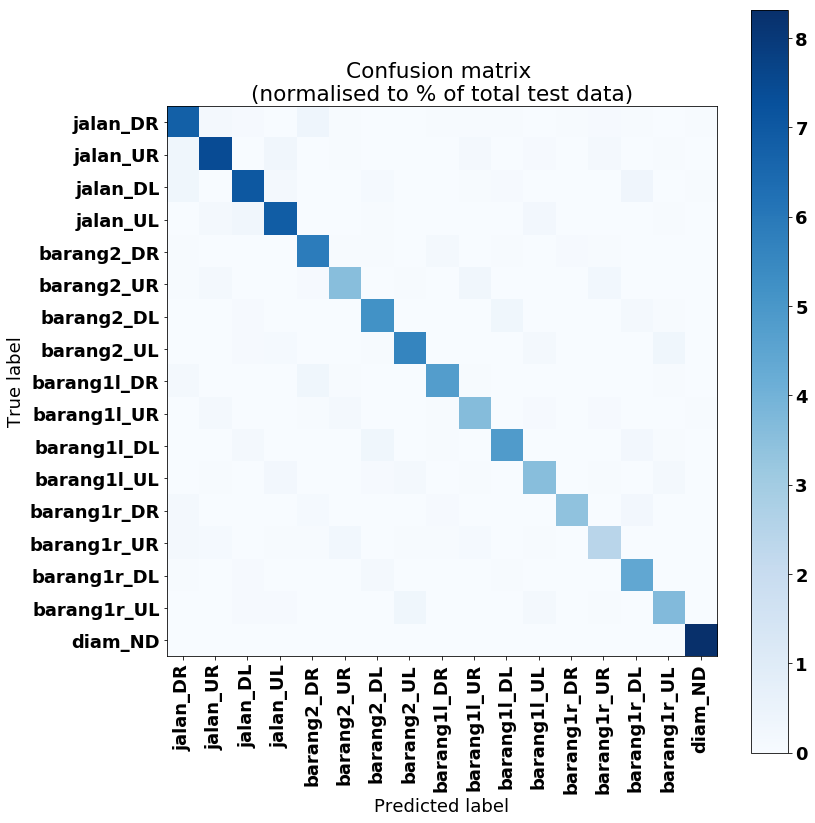 Confusion matrix
(normalised to % of total test data)
True label
jalan_DR
jalan_UR
jalan_DL
jalan_UL
barang2_DR
barang2_UR
barang2_DL
barang2_UL
barang1l_DR
barang1l_UR
barang1l_DL
barang1l_UL
barang1r_DR
barang1r_UR
barang1r_DL
barang1r_UL
diam_ND
jalan_DR
jalan_UR
jalan_DL
jalan_UL
barang2_DR
barang2_UR
barang2_DL
barang2_UL
barang1l_DR
barang1l_UR
barang1l_DL
barang1l_UL
barang1r_DR
barang1r_UR
barang1r_DL
barang1r_UL
diam_ND
Predicted label
8
7
6
5
4
3
2
1
0